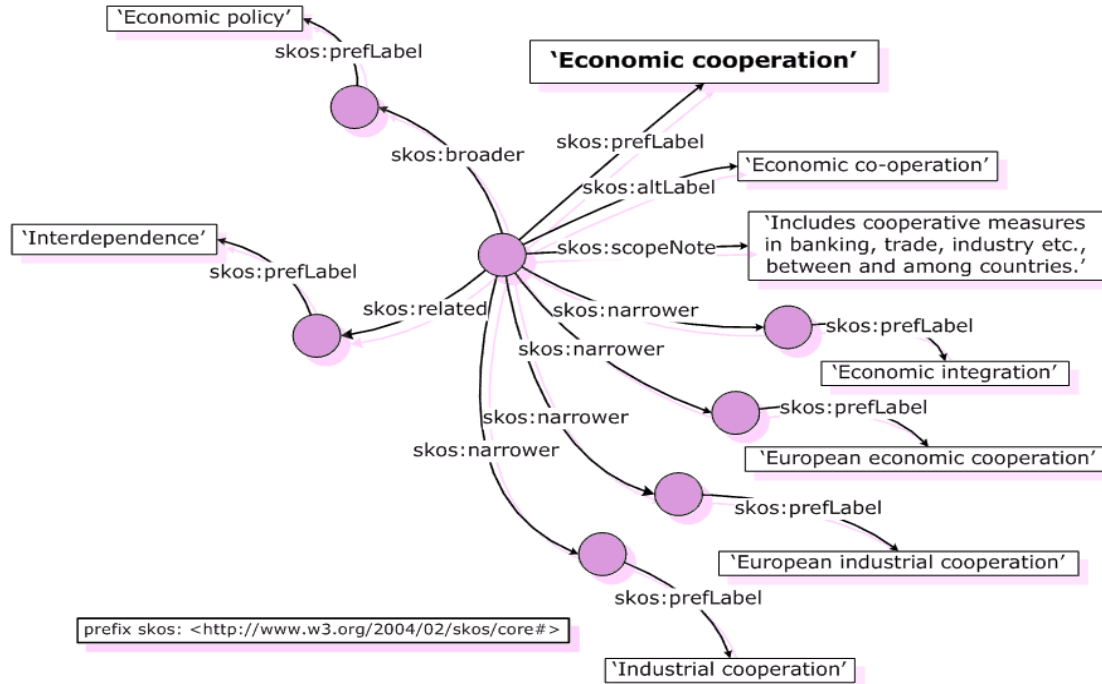 ‘Economic policy’
skos:prefLabel
‘Economic cooperation’
skos:prefLabel
skos:broader
‘Economic co-operation’
skos:altLabel
‘Interdependence’
skos:prefLabel
skos:scopeNote
‘Includes cooperative measures
in banking, trade, industry etc.,
between and among countries.’
skos:related
skos:narrower
skos:prefLabel
‘Economic integration’
skos:narrower
skos:prefLabel
‘European economic cooperation’
skos:narrower
skos:prefLabel
‘European industrial cooperation’
skos:narrower
skos:prefLabel
‘Industrial cooperation’
prefix skos: <http://www.w3.org/2004/02/skos/core#>